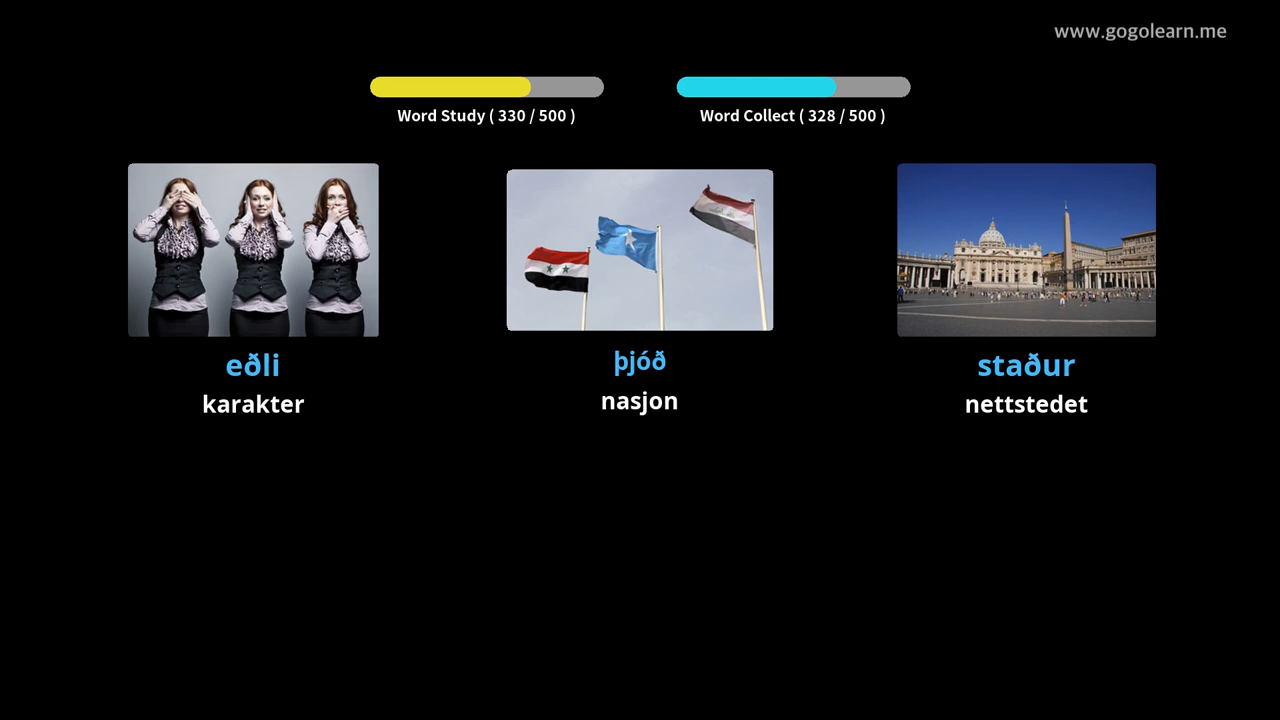 www.gogolearn.me
Word Study ( 330 / 500 )
Word Collect ( 328 / 500 )
eðli
karakter
þjóð
nasjon
staður
nettstedet